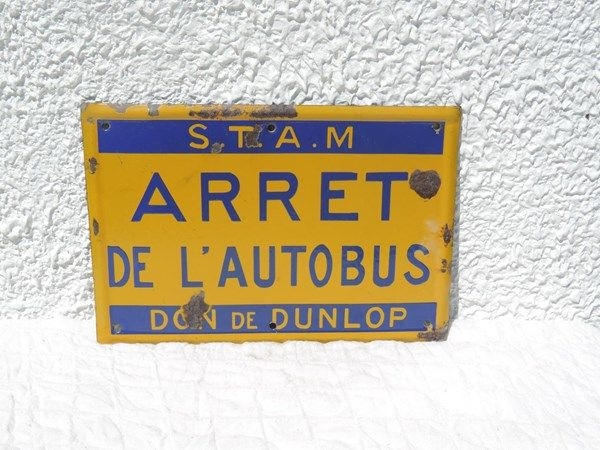 S.T.A.M
ARRET
DE L'AUTOBUS
DON DE DUNLOP